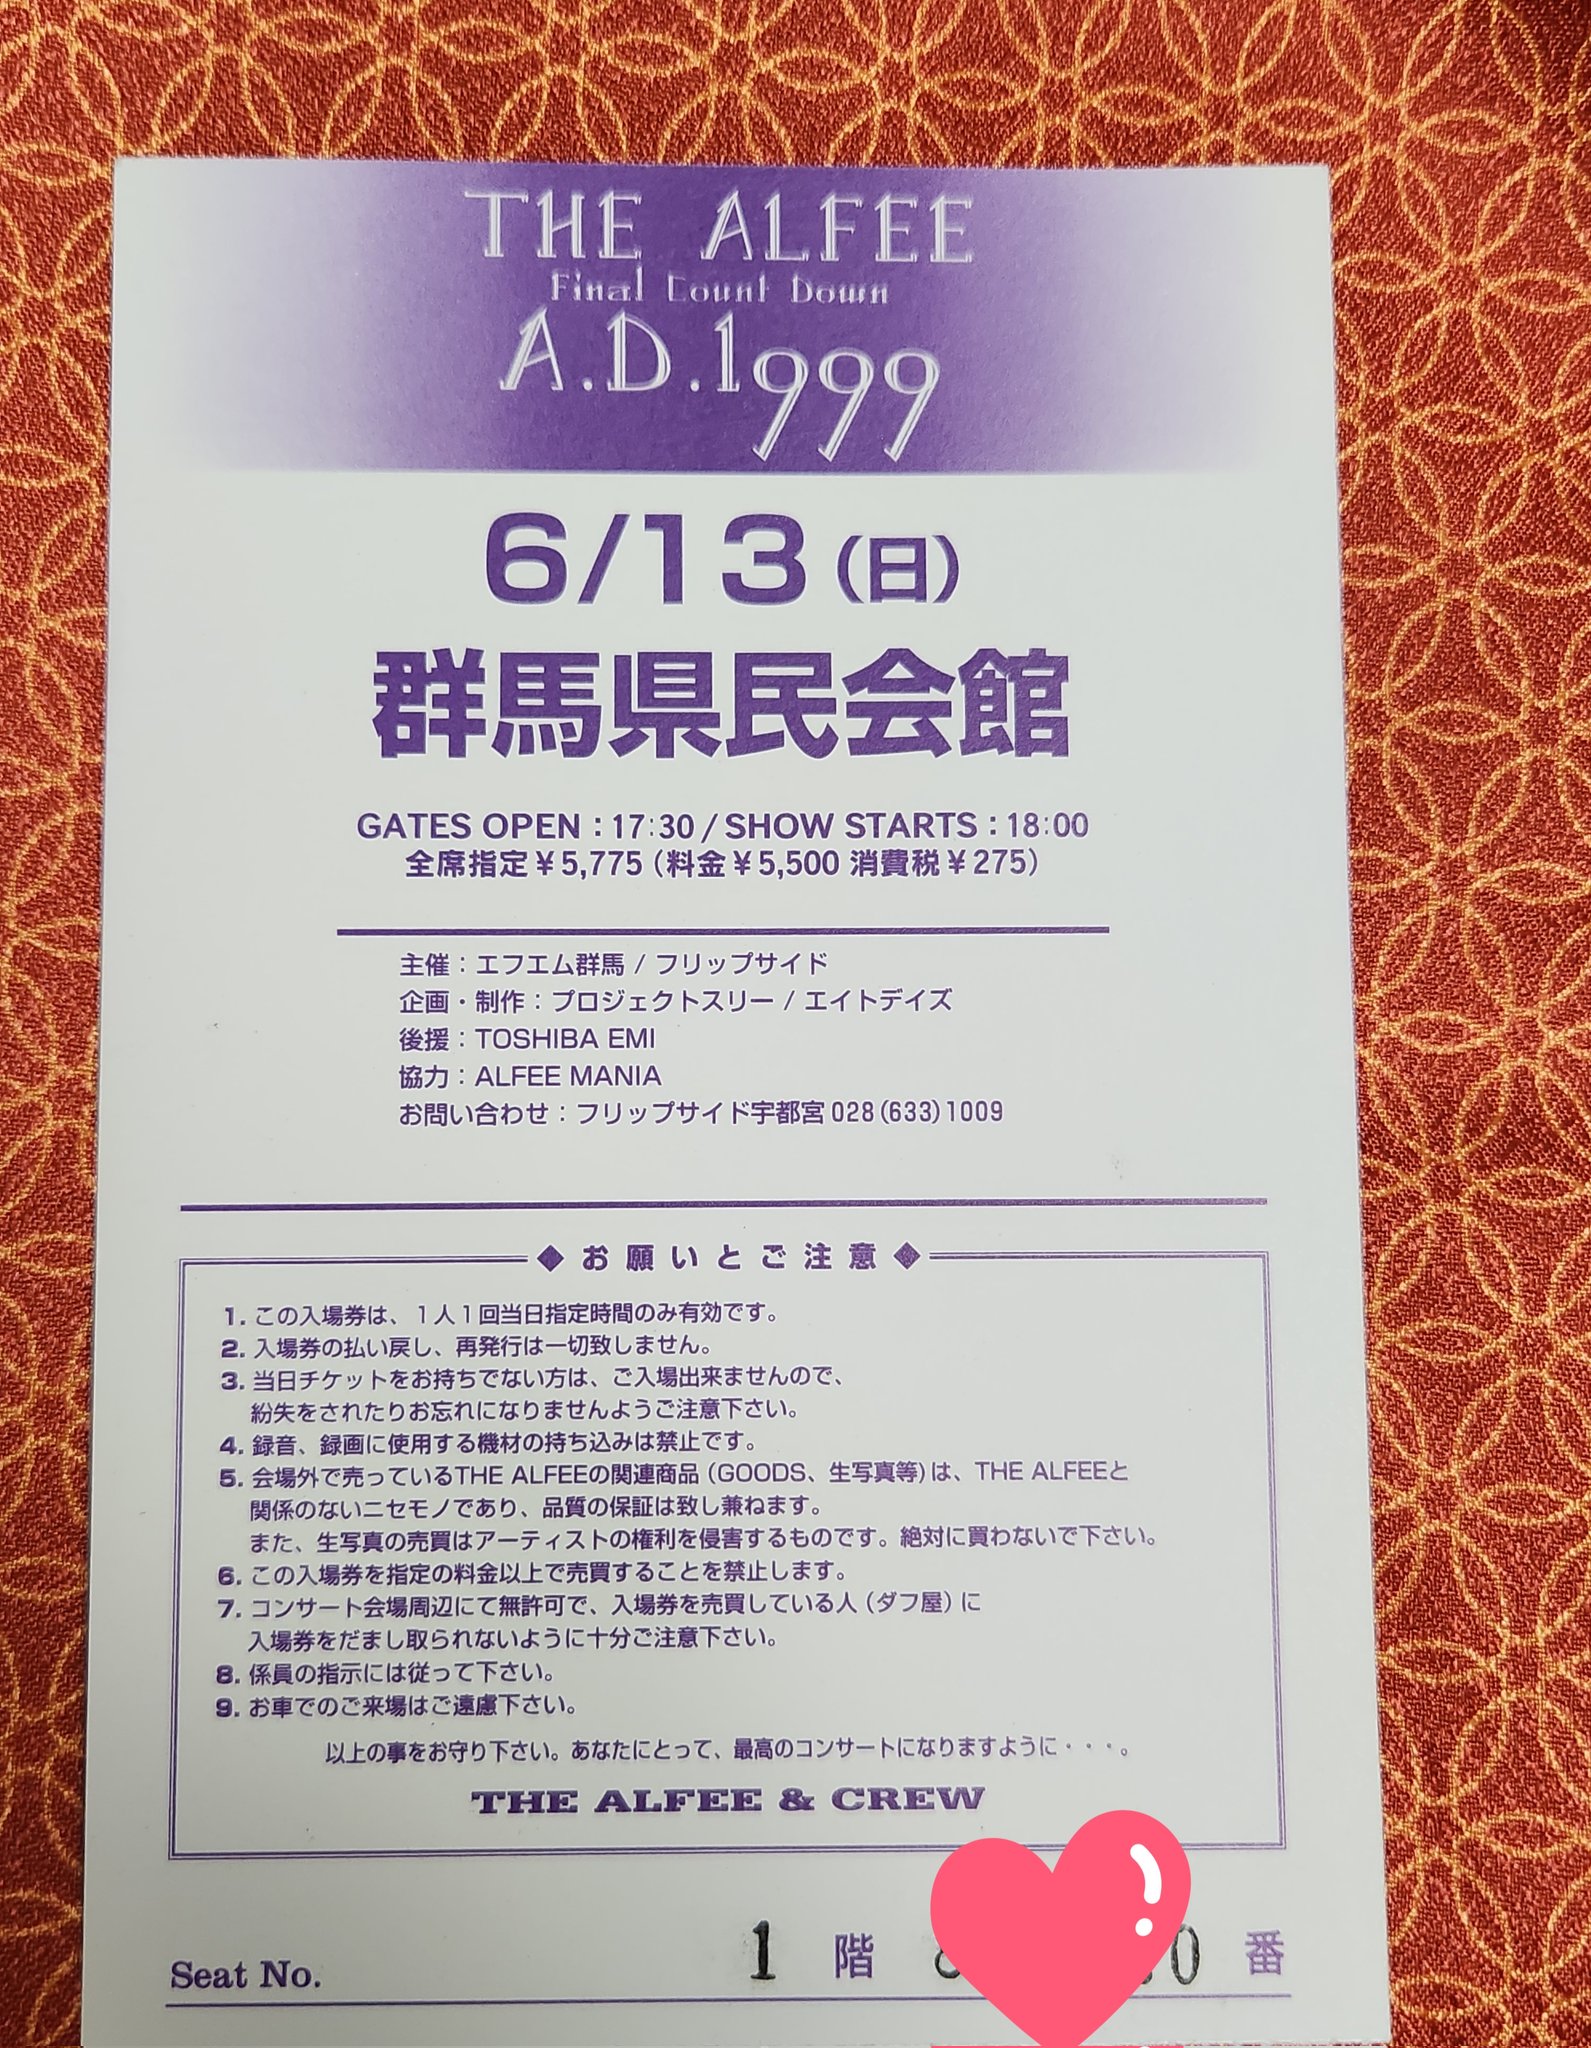 THE ALFEE
Final Count Down
A.D.1999
6/13(日)
群馬県民会館
GATES OPEN：17:30 / SHOW STARTS：18:00
全席指定￥5,775（料金￥5,500 消費税￥275）
主催：エフエム群馬 / フリップサイド
企画・制作：プロジェクトスリー / エイトデイズ
後援：TOSHIBA EMI
協力：ALFEE MANIA
お問い合わせ：フリップサイド宇都宮 028(633)1009
◆ お願いとご注意 ◆
1. この入場券は、１人１回当日指定時間のみ有効です。
2. 入場券の払い戻し、再発行は一切致しません。
3. 当日チケットをお持ちでない方は、ご入場出来ませんので、
紛失をされたりお忘れになりませんようご注意下さい。
4. 録音、録画に使用する機材の持ち込みは禁止です。
5. 会場外で売っているTHE ALFEEの関連商品（GOODS、生写真等）は、THE ALFEEと
関係のないニセモノであり、品質の保証は致し兼ねます。
また、生写真の売買はアーティストの権利を侵害するものです。絶対に買わないで下さい。
6. この入場券を指定の料金以上で売買することを禁止します。
7. コンサート会場周辺にて無許可で、入場券を売買している人（ダフ屋）に
入場券をだまし取られないように十分ご注意下さい。
8. 係員の指示には従って下さい。
9. お車でのご来場はご遠慮下さい。
以上の事をお守り下さい。あなたにとって、最高のコンサートになりますように・・・。
THE ALFEE & CREW
Seat No. 1 階 番